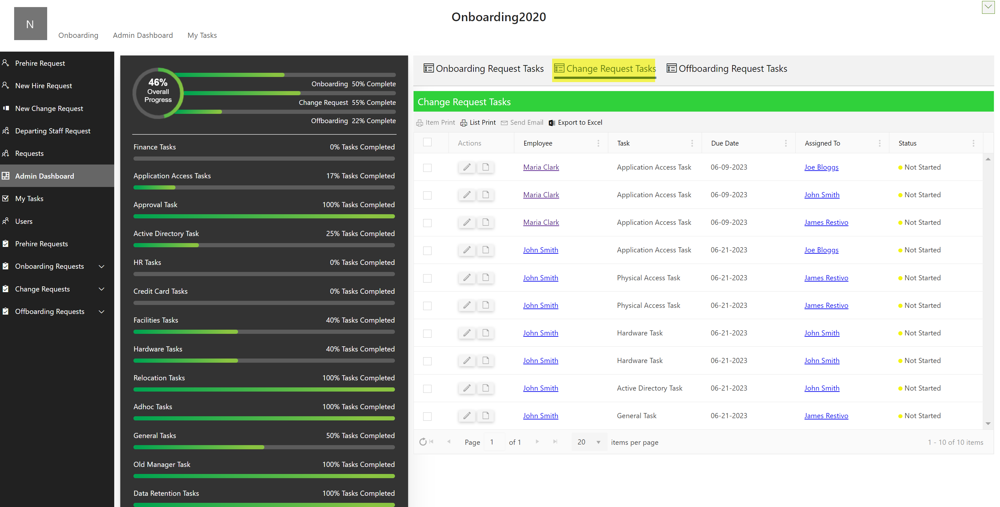 Onboarding2020
N
Onboarding Admin Dashboard My Tasks
Prehire Request
New Hire Request
New Change Request
Departing Staff Request
Requests
Admin Dashboard
My Tasks
Users
Prehire Requests
Onboarding Requests
Change Requests
Offboarding Requests
46%
Overall
Progress
Onboarding 50% Complete
Change Request 55% Complete
Offboarding 22% Complete
Finance Tasks 0% Tasks Completed
Application Access Tasks 17% Tasks Completed
Approval Task 100% Tasks Completed
Active Directory Task 25% Tasks Completed
HR Tasks 0% Tasks Completed
Credit Card Tasks 0% Tasks Completed
Facilities Tasks 40% Tasks Completed
Hardware Tasks 40% Tasks Completed
Relocation Tasks 100% Tasks Completed
Adhoc Tasks 100% Tasks Completed
General Tasks 50% Tasks Completed
Old Manager Task 100% Tasks Completed
Data Retention Tasks 100% Tasks Completed
Onboarding Request Tasks Change Request Tasks Offboarding Request Tasks
Change Request Tasks
Item Print List Print Send Email Export to Excel
Actions Employee Task Due Date Assigned To Status
Maria Clark Application Access Task 06-09-2023 Joe Bloggs Not Started
Maria Clark Application Access Task 06-09-2023 John Smith Not Started
Maria Clark Application Access Task 06-09-2023 James Restivo Not Started
John Smith Application Access Task 06-21-2023 Joe Bloggs Not Started
John Smith Physical Access Task 06-21-2023 James Restivo Not Started
John Smith Physical Access Task 06-21-2023 James Restivo Not Started
John Smith Hardware Task 06-21-2023 John Smith Not Started
John Smith Hardware Task 06-21-2023 John Smith Not Started
John Smith Active Directory Task 06-21-2023 John Smith Not Started
John Smith General Task 06-21-2023 James Restivo Not Started
Page 1 of 1 20 items per page 1 - 10 of 10 items